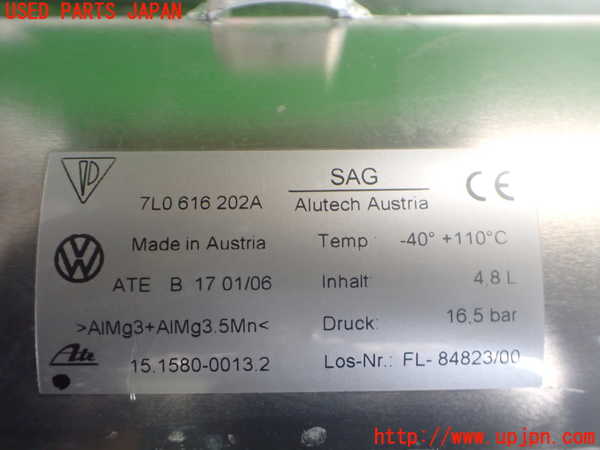 USED PARTS JAPAN
7L0 616 202A
SAG
Alutech Austria
CE
Made in Austria
Temp -40° +110°C
ATE B 17 01/06
Inhalt 4,8 L
>AlMg3+AlMg3.5Mn<
Druck: 16,5 bar
Ate 15.1580-0013.2
Los-Nr.: FL- 84823/00
http://www.upjpn.com/